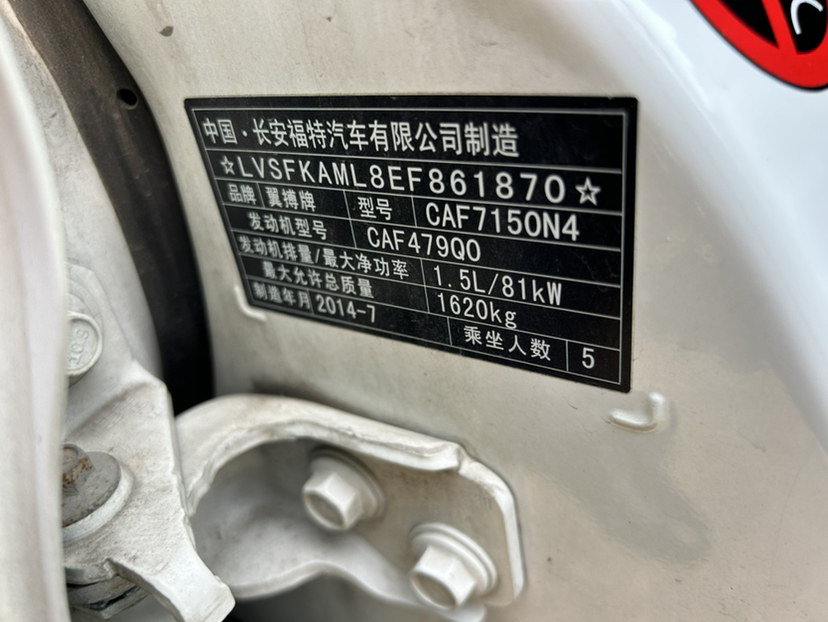 中国·长安福特汽车有限公司制造
☆LVSFKAML8EF861870☆
品牌 翼搏牌 型号 CAF7150N4
发动机型号 CAF479Q0
发动机排量/最大净功率 1.5L/81kW
最大允许总质量 1620kg
制造年月 2014-7 乘坐人数 5